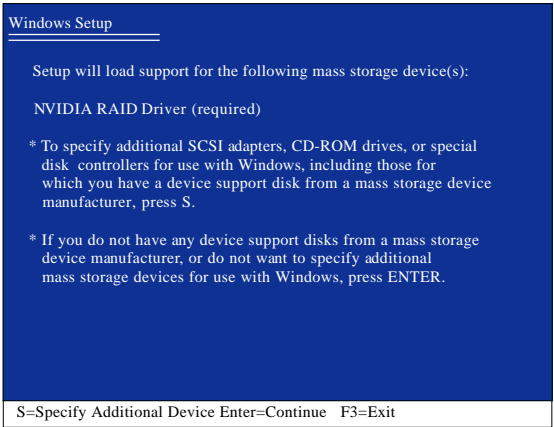 Windows Setup
Setup will load support for the following mass storage device(s):
NVIDIA RAID Driver (required)
* To specify additional SCSI adapters, CD-ROM drives, or special
disk controllers for use with Windows, including those for
which you have a device support disk from a mass storage device
manufacturer, press S.
* If you do not have any device support disks from a mass storage
device manufacturer, or do not want to specify additional
mass storage devices for use with Windows, press ENTER.
S=Specify Additional Device Enter=Continue F3=Exit